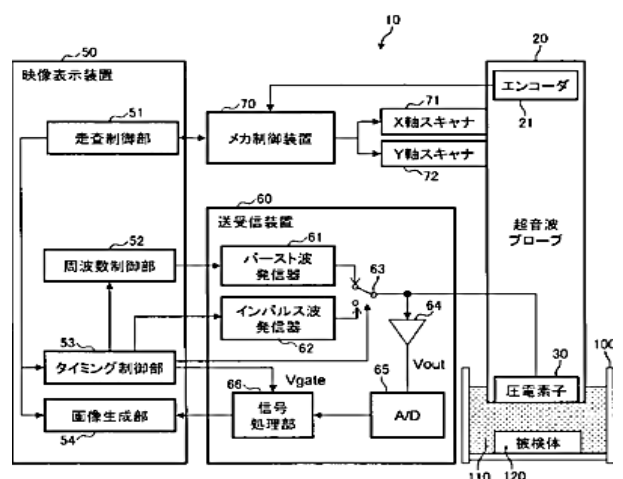 10
50
映像表示装置
51
走査制御部
52
周波数制御部
53
タイミング制御部
画像生成部
54
70
メカ制御装置
71
X軸スキャナ
Y軸スキャナ
72
20
エンコーダ
21
超音波
プローブ
60
送受信装置
61
バースト波
発信器
63
インパルス波
発信器
62
64
Vout
Vgate
66
信号
処理部
65
A/D
30
圧電素子
100
被検体
110
120